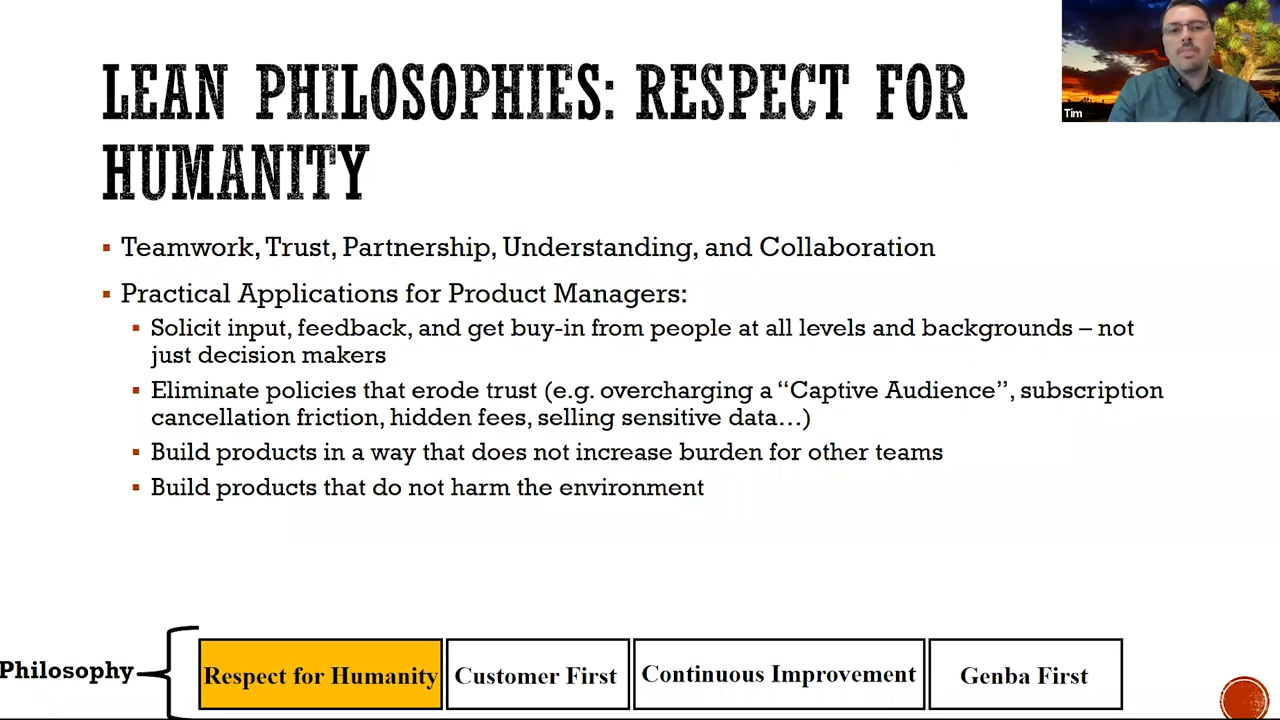 LEAN PHILOSOPHIES: RESPECT FOR
HUMANITY
Tim
Teamwork, Trust, Partnership, Understanding, and Collaboration
Practical Applications for Product Managers:
Solicit input, feedback, and get buy-in from people at all levels and backgrounds – not
just decision makers
Eliminate policies that erode trust (e.g. overcharging a “Captive Audience”, subscription
cancellation friction, hidden fees, selling sensitive data…)
Build products in a way that does not increase burden for other teams
Build products that do not harm the environment
Philosophy
Respect for Humanity
Customer First
Continuous Improvement
Genba First